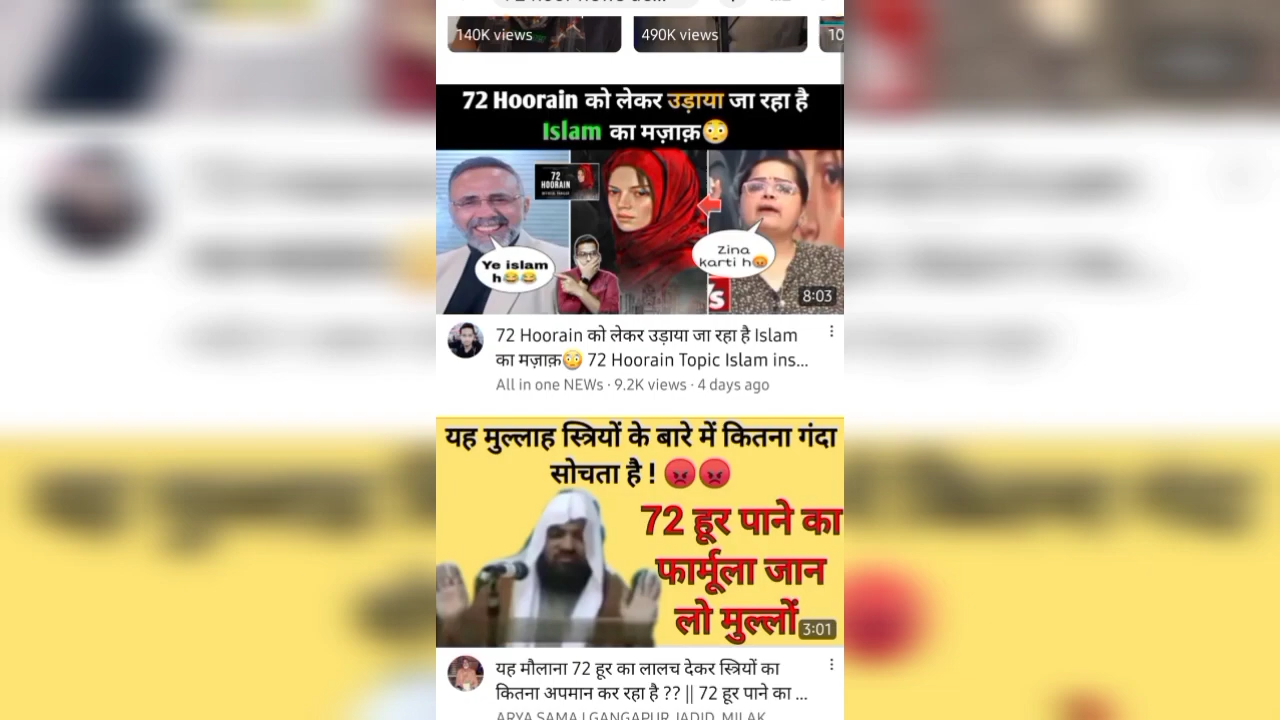 140K views
490K views
10
72 Hoorain को लेकर उड़ाया जा रहा है
Islam का मज़ाक़😳
72
HOORAIN
Ye islam
h😂😂
Zina
karti h😡
8:03
72 Hoorain को लेकर उड़ाया जा रहा है Islam
का मज़ाक़😳 72 Hoorain Topic Islam ins...
All in one NEWs · 9.2K views · 4 days ago
यह मुल्लाह स्त्रियों के बारे में कितना गंदा
सोचता है ! 😡😡
72 हूर पाने का
फार्मूला जान
लो मुल्लों
3:01
यह मौलाना 72 हूर का लालच देकर स्त्रियों का
कितना अपमान कर रहा है ?? || 72 हूर पाने का ...